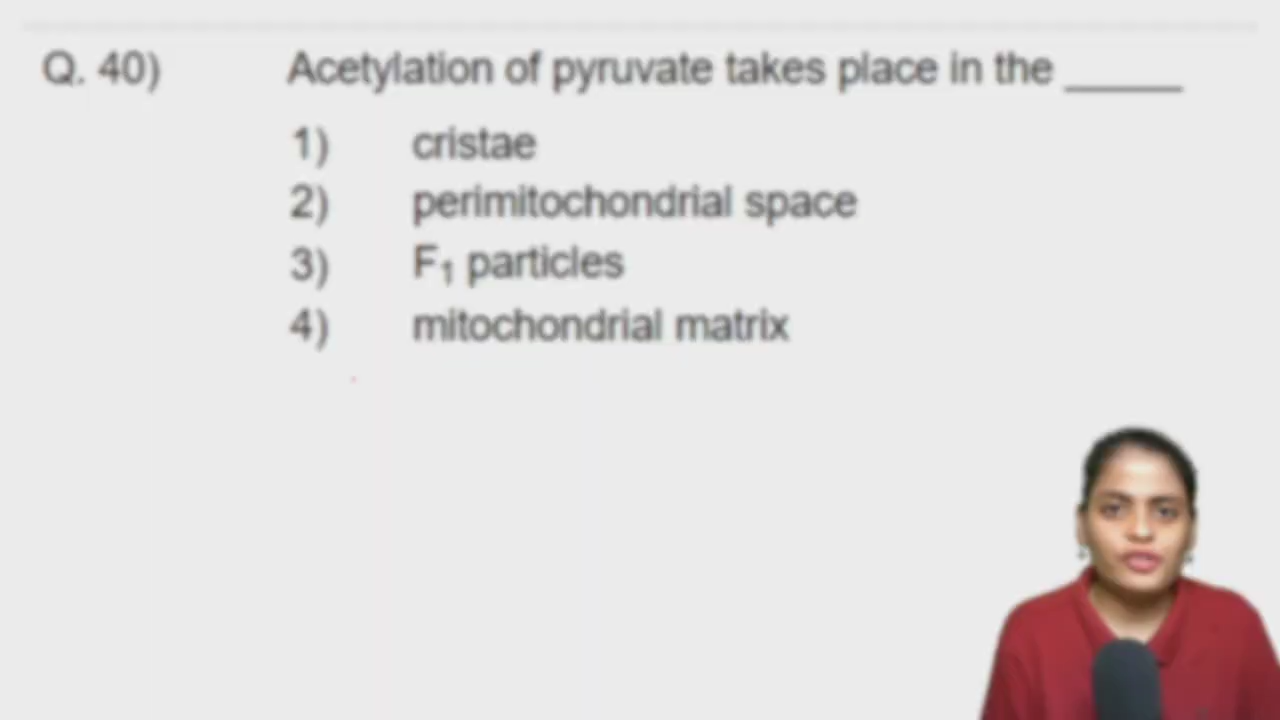 Q. 40) Acetylation of pyruvate takes place in the ______
1) cristae
2) perimitochondrial space
3) F₁ particles
4) mitochondrial matrix